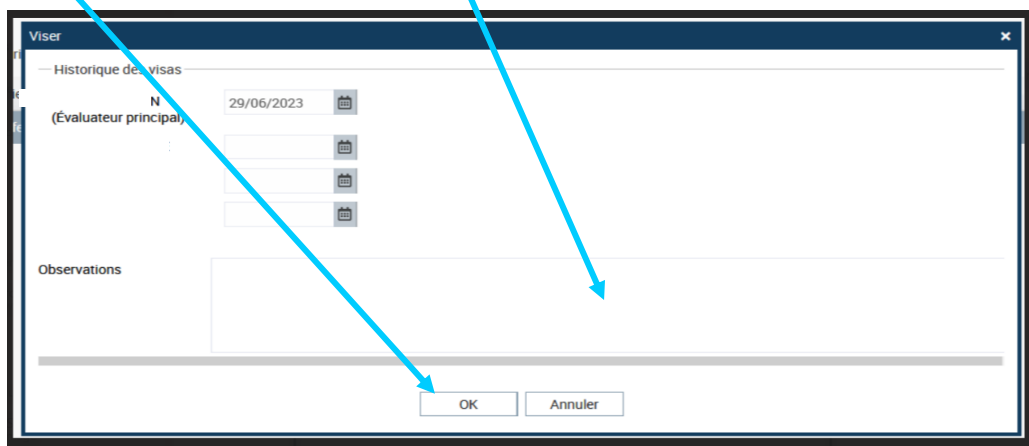 Viser
Historique des visas
N
(Évaluateur principal)
29/06/2023
Observations
OK
Annuler